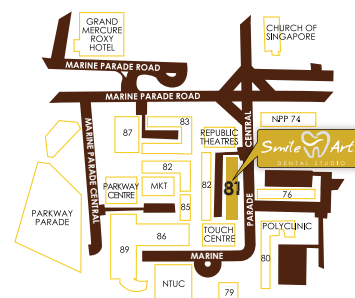 GRAND
MERCURE
ROXY
HOTEL
CHURCH OF
SINGAPORE
MARINE PARADE ROAD
MARINE PARADE ROAD
MARINE PARADE CENTRAL
87
83
REPUBLIC
THEATRES
CENTRAL
NPP 74
Smile Art
DENTAL STUDIO
82
PARKWAY
CENTRE
MKT
82
81
76
85
PARADE
PARKWAY
PARADE
86
TOUCH
CENTRE
POLYCLINIC
89
MARINE
80
NTUC
79